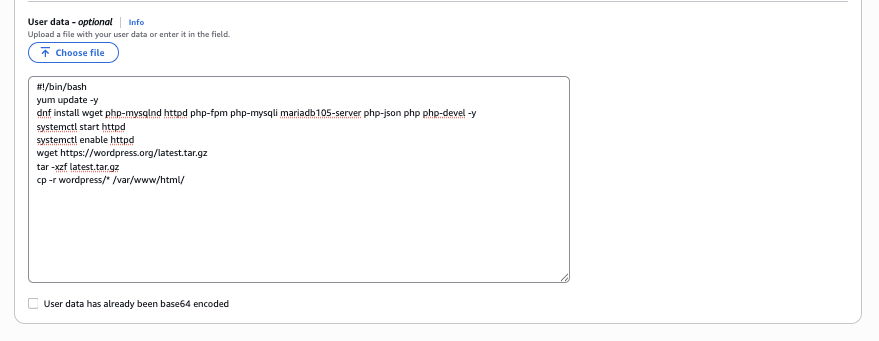 User data - optional | Info
Upload a file with your user data or enter it in the field.
Choose file
#!/bin/bash
yum update -y
dnf install wget php-mysqlnd httpd php-fpm php-mysqli mariadb105-server php-json php php-devel -y
systemctl start httpd
systemctl enable httpd
wget https://wordpress.org/latest.tar.gz
tar -xzf latest.tar.gz
cp -r wordpress/* /var/www/html/
User data has already been base64 encoded